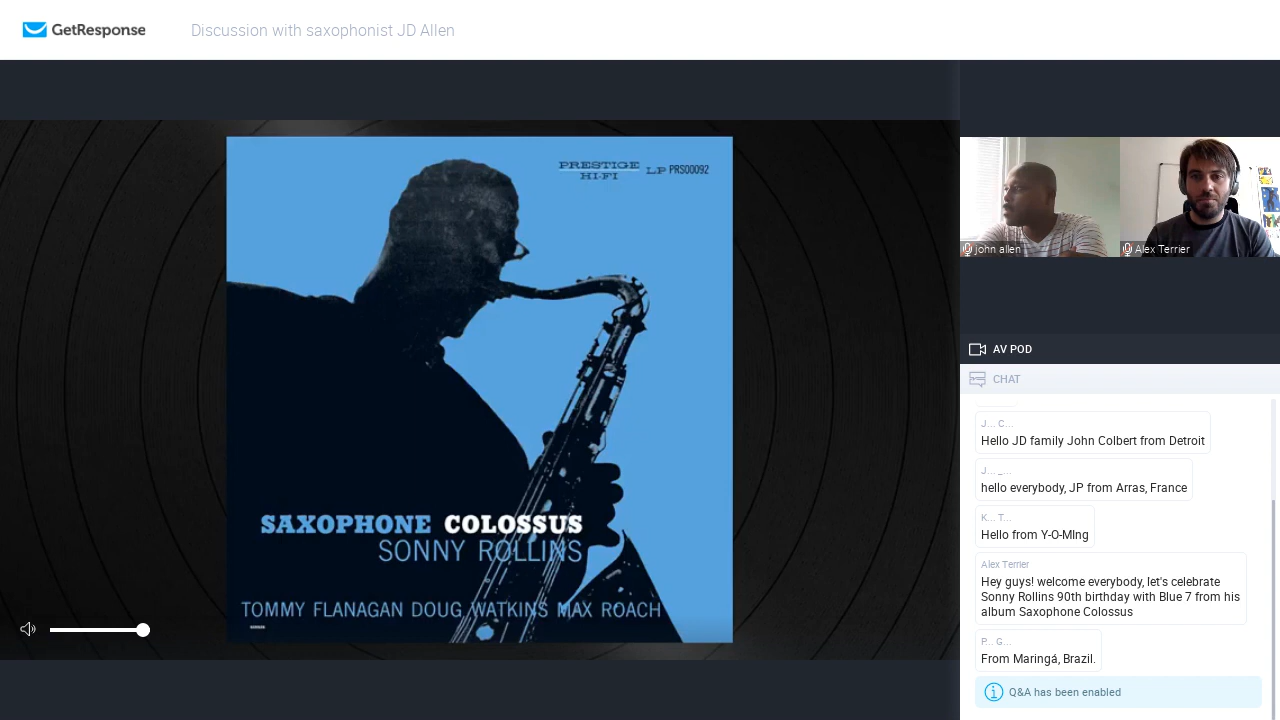 GetResponse
Discussion with saxophonist JD Allen
PRESTIGE
HI-FI
LP PRS00092
SAXOPHONE COLOSSUS
SONNY ROLLINS
TOMMY FLANAGAN DOUG WATKINS MAX ROACH
john allen
Alex Terrier
AV POD
CHAT
J... C...
Hello JD family John Colbert from Detroit
J... _...
hello everybody, JP from Arras, France
K... T...
Hello from Y-O-MIng
Alex Terrier
Hey guys! welcome everybody, let's celebrate
Sonny Rollins 90th birthday with Blue 7 from his
album Saxophone Colossus
P... G...
From Maringá, Brazil.
Q&A has been enabled